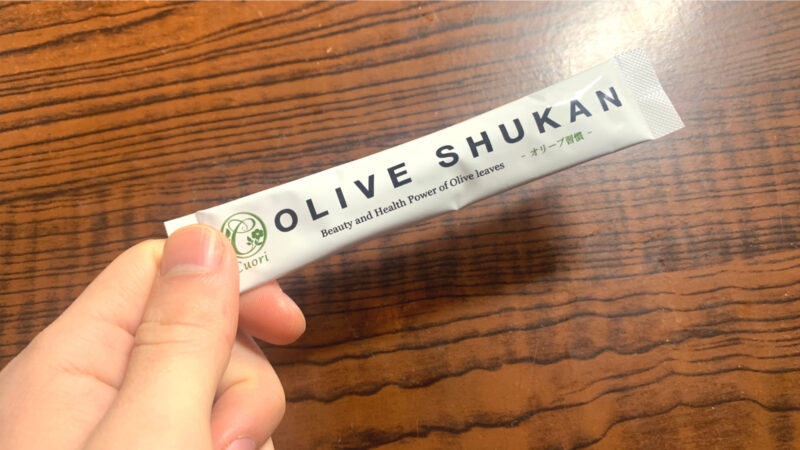 OLIVE SHUKAN
Beauty and Health Power of Olive leaves
- オリーブ習慣 -
Cuori